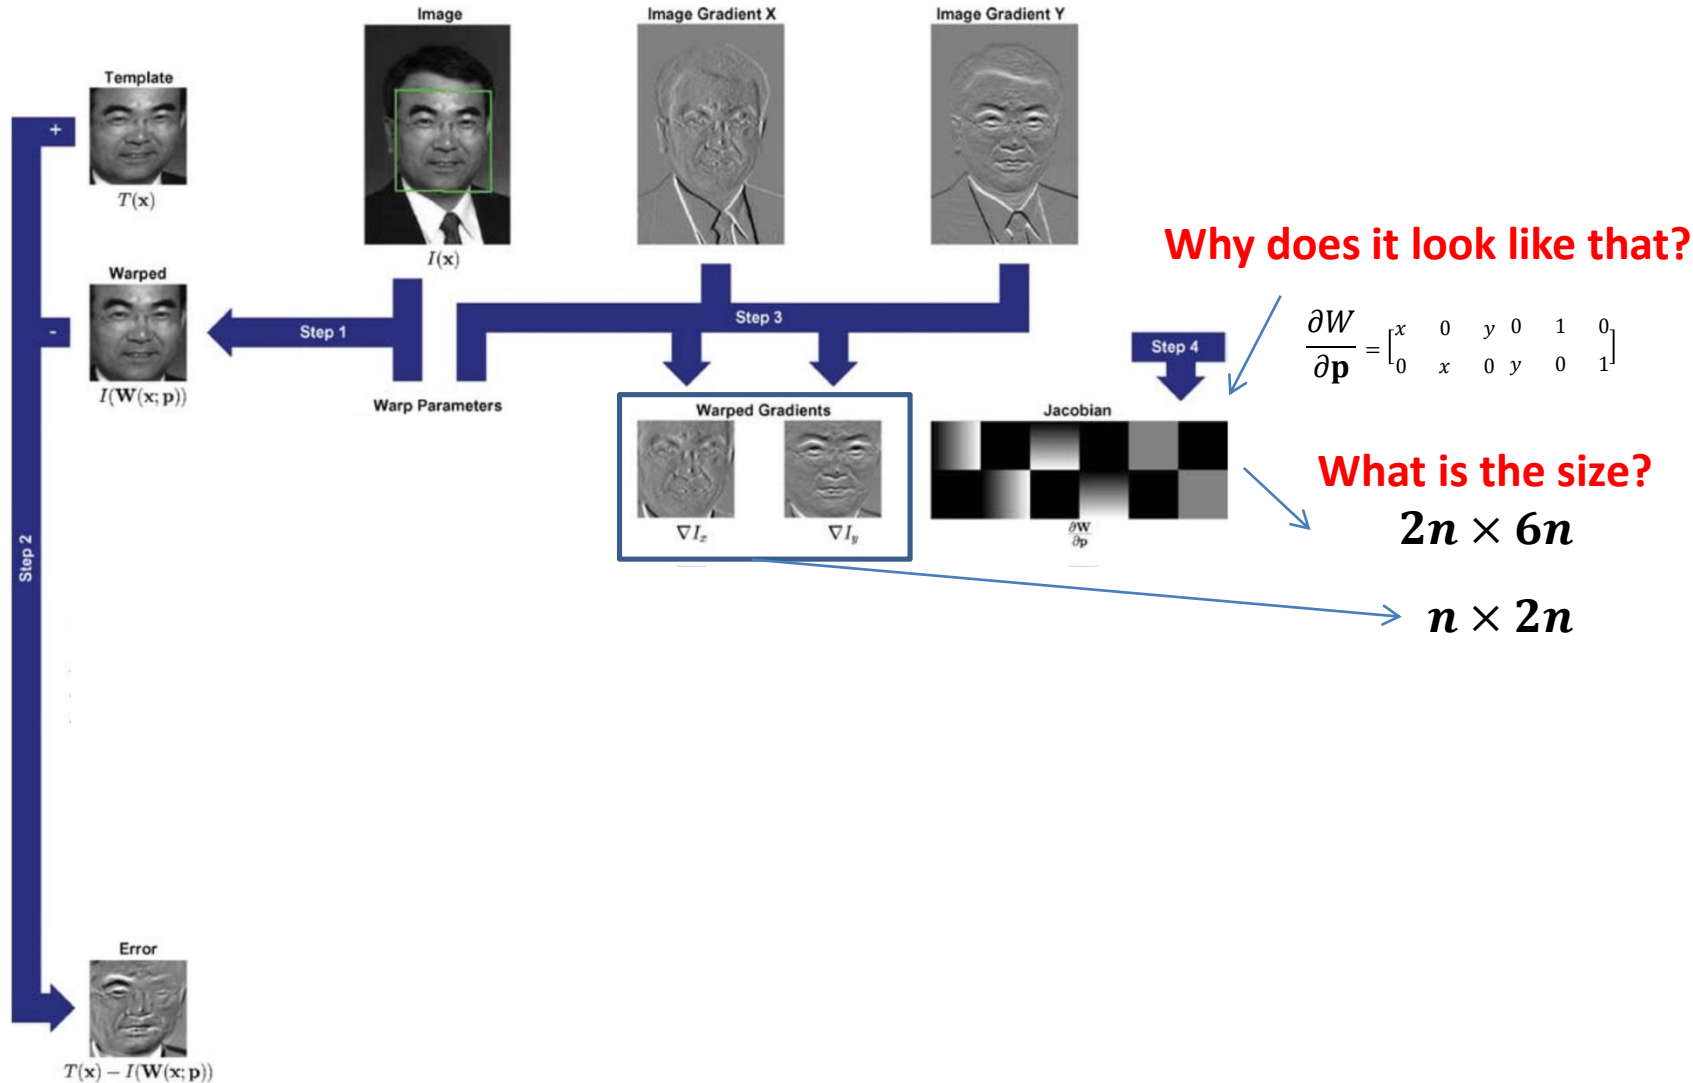 Image
Image Gradient X
Image Gradient Y
Template
+
T(x)
I(x)
Why does it look like that?
Warped
-
Step 1
Step 3
Step 4
∂W/∂p = [x 0 y 0 1 0
0 x 0 y 0 1]
I(W(x; p))
Warp Parameters
Warped Gradients
Jacobian
What is the size?
2n × 6n
∇I_x
∇I_y
∂W/∂p
Step 2
n × 2n
Error
T(x) − I(W(x; p))